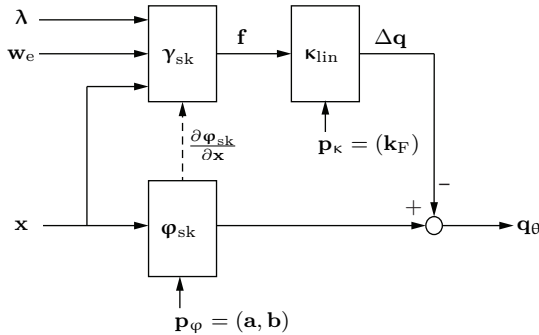 λ
w_e
γ_sk
f
κ_lin
Δq
∂φ_sk/∂x
p_κ = (k_F)
–
x
φ_sk
+
q_θ
p_φ = (a, b)